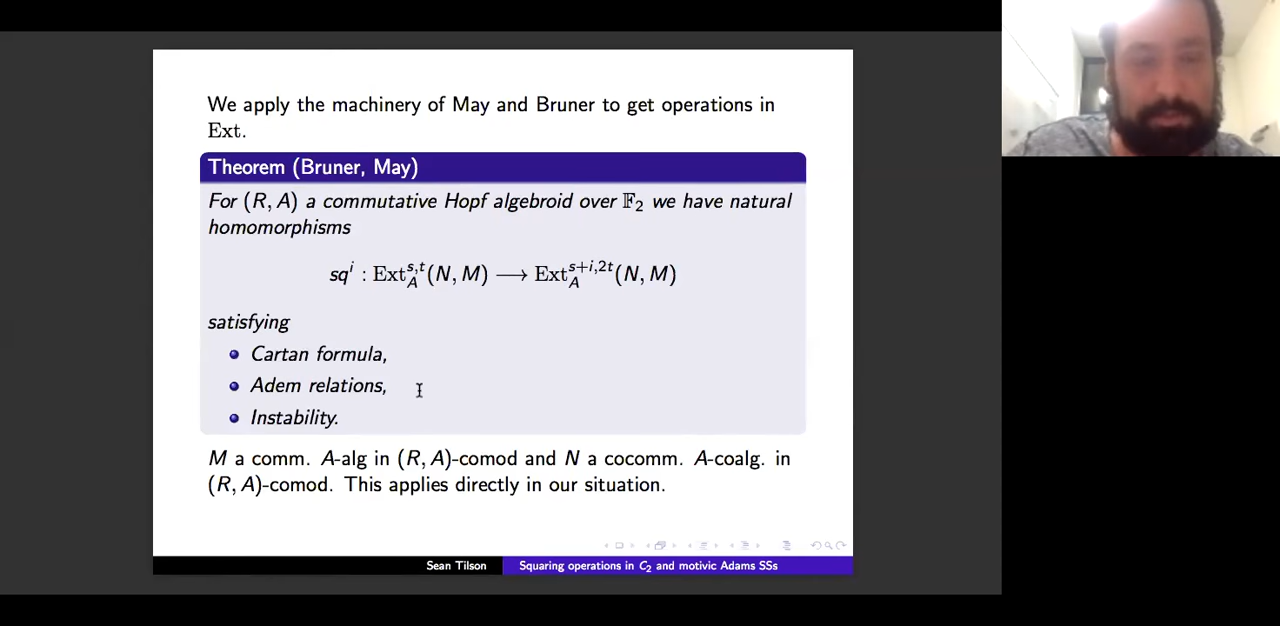 We apply the machinery of May and Bruner to get operations in
Ext.
Theorem (Bruner, May)
For (R, A) a commutative Hopf algebroid over 𝔽₂ we have natural
homomorphisms
sqⁱ : Ext_A^{s,t}(N, M) ⟶ Ext_A^{s+i,2t}(N, M)
satisfying
Cartan formula,
Adem relations,
Instability.
M a comm. A-alg in (R, A)-comod and N a cocomm. A-coalg. in
(R, A)-comod. This applies directly in our situation.
Sean Tilson
Squaring operations in C₂ and motivic Adams SSs